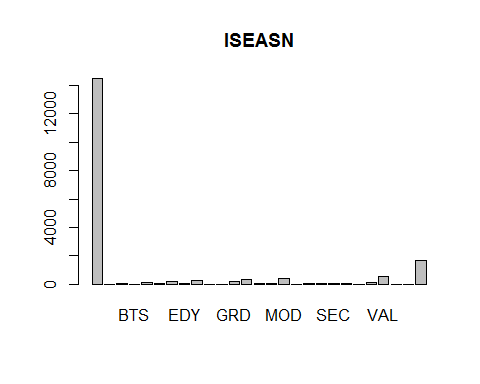 ISEASN
12000
8000
4000
0
BTS EDY GRD MOD SEC VAL